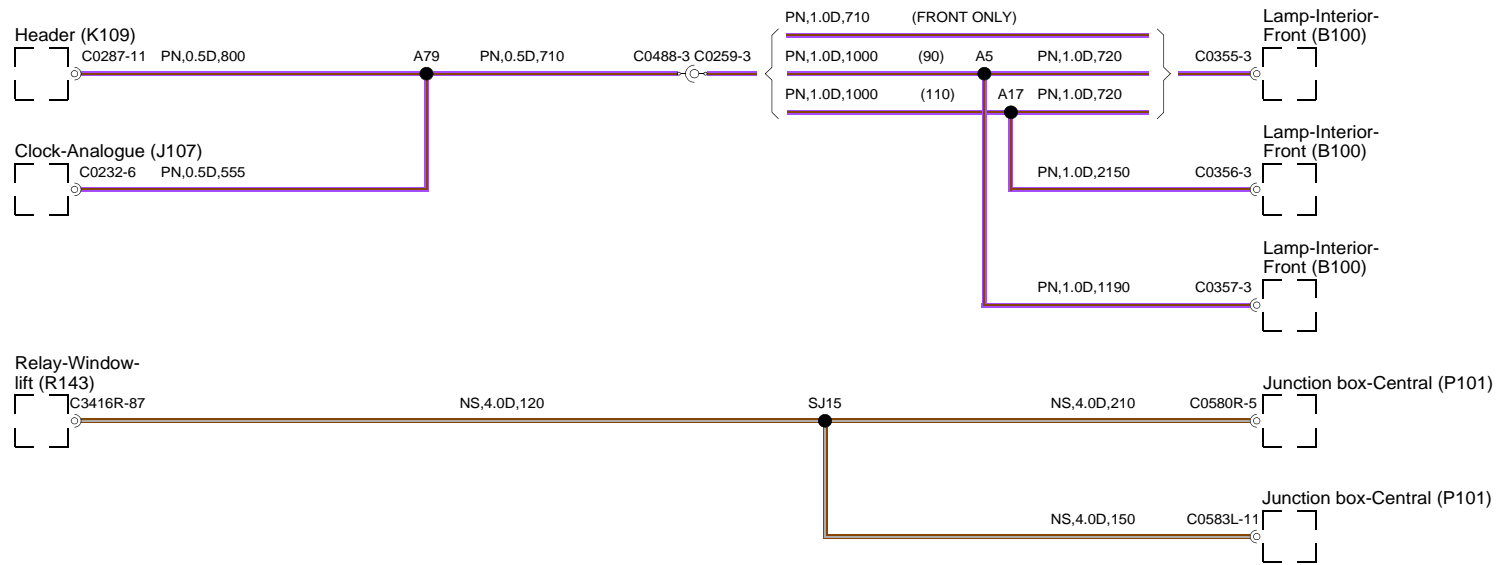 PN,1.0D,710 (FRONT ONLY)
Lamp-Interior-
Front (B100)
Header (K109)
C0287-11 PN,0.5D,800 A79 PN,0.5D,710 C0488-3 C0259-3 PN,1.0D,1000 (90) A5 PN,1.0D,720 C0355-3
PN,1.0D,1000 (110) A17 PN,1.0D,720
Clock-Analogue (J107)
C0232-6 PN,0.5D,555
Lamp-Interior-
Front (B100)
PN,1.0D,2150 C0356-3
Lamp-Interior-
Front (B100)
PN,1.0D,1190 C0357-3
Relay-Window-
lift (R143)
C3416R-87 NS,4.0D,120 SJ15 NS,4.0D,210 C0580R-5
Junction box-Central (P101)
Junction box-Central (P101)
NS,4.0D,150 C0583L-11